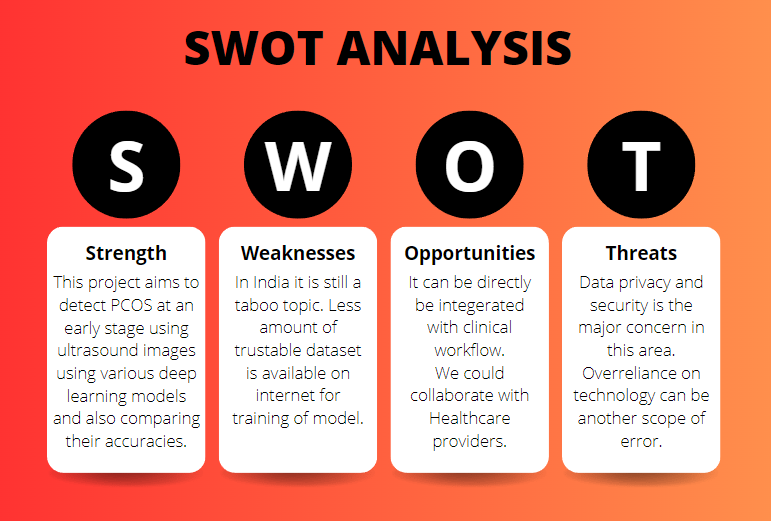 SWOT ANALYSIS
S
W
O
T
Strength
This project aims to
detect PCOS at an
early stage using
ultrasound images
using various deep
learning models
and also comparing
their accuracies.
Weaknesses
In India it is still a
taboo topic. Less
amount of
trustable dataset
is available on
internet for
training of model.
Opportunities
It can be directly
be integerated
with clinical
workflow.
We could
collaborate with
Healthcare
providers.
Threats
Data privacy and
security is the
major concern in
this area.
Overreliance on
technology can be
another scope of
error.